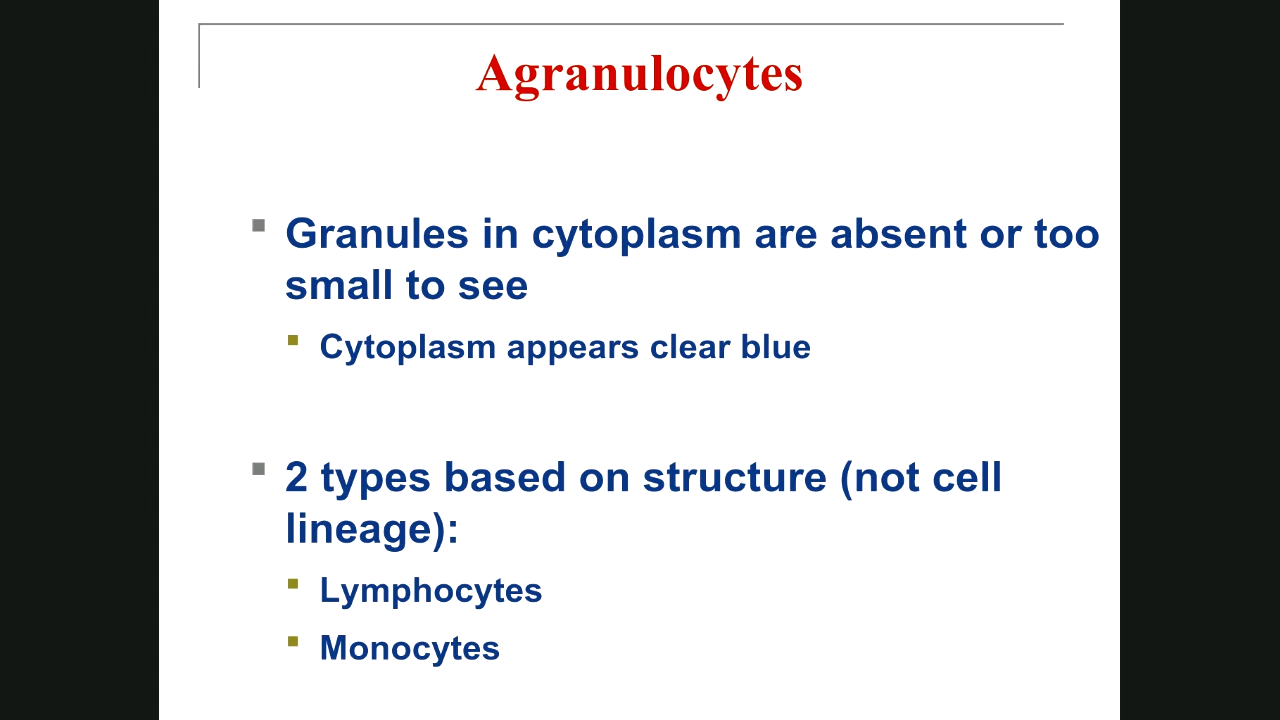 Agranulocytes
Granules in cytoplasm are absent or too
small to see
Cytoplasm appears clear blue
2 types based on structure (not cell
lineage):
Lymphocytes
Monocytes